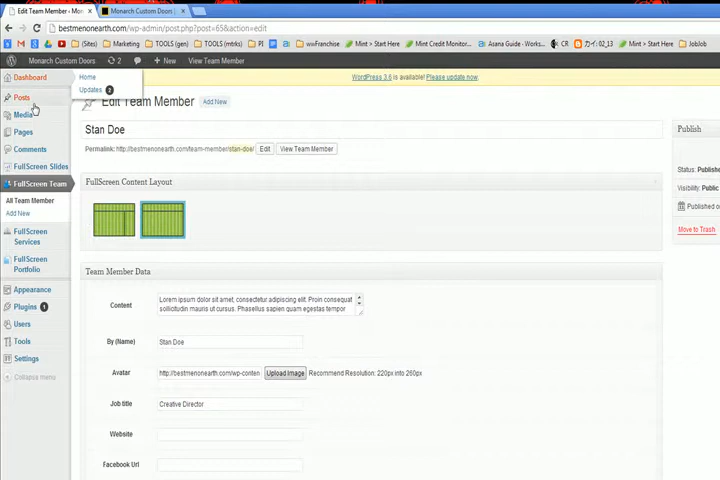 Edit Team Member ‹ Mon
Monarch Custom Doors |
bestmenonearth.com/wp-admin/post.php?post=65&action=edit
(Sites)
Marketing
TOOLS (gen)
TOOLS (mtrks)
PI
wwFranchise
Mint > Start Here
Mint Credit Monitor...
Asana Guide - Works...
CR
力 02_13
Mint > Start Here
JobJob
Monarch Custom Doors
2
+ New
View Team Member
Dashboard
Home
Updates 2
WordPress 3.6 is available! Please update now.
Posts
Media
Pages
Comments
FullScreen Slides
FullScreen Team
All Team Member
Add New
FullScreen Services
FullScreen Portfolio
Appearance
Plugins 1
Users
Tools
Settings
Collapse menu
Edit Team Member
Add New
Stan Doe
Permalink: http://bestmenonearth.com/team-member/stan-doe/
Edit
View Team Member
FullScreen Content Layout
Team Member Data
Content
Lorem ipsum dolor sit amet, consectetur adipiscing elit. Proin consequat
sollicitudin mauris ut cursus. Phasellus sapien quam egestas tempor
By (Name)
Stan Doe
Avatar
http://bestmenonearth.com/wp-conten
Upload Image
Recommend Resolution: 220px into 260px
Job title
Creative Director
Website
Facebook Url
Publish
Status: Publishe
Visibility: Public
Published o
Move to Trash